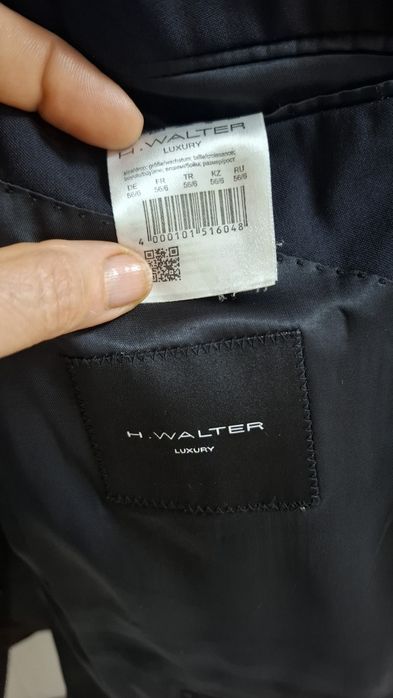 H.WALTER
LUXURY
DE FR TR KZ RU
56/6 56/6 56/6 56/6 56/6
4 000101 516048
H.WALTER
LUXURY